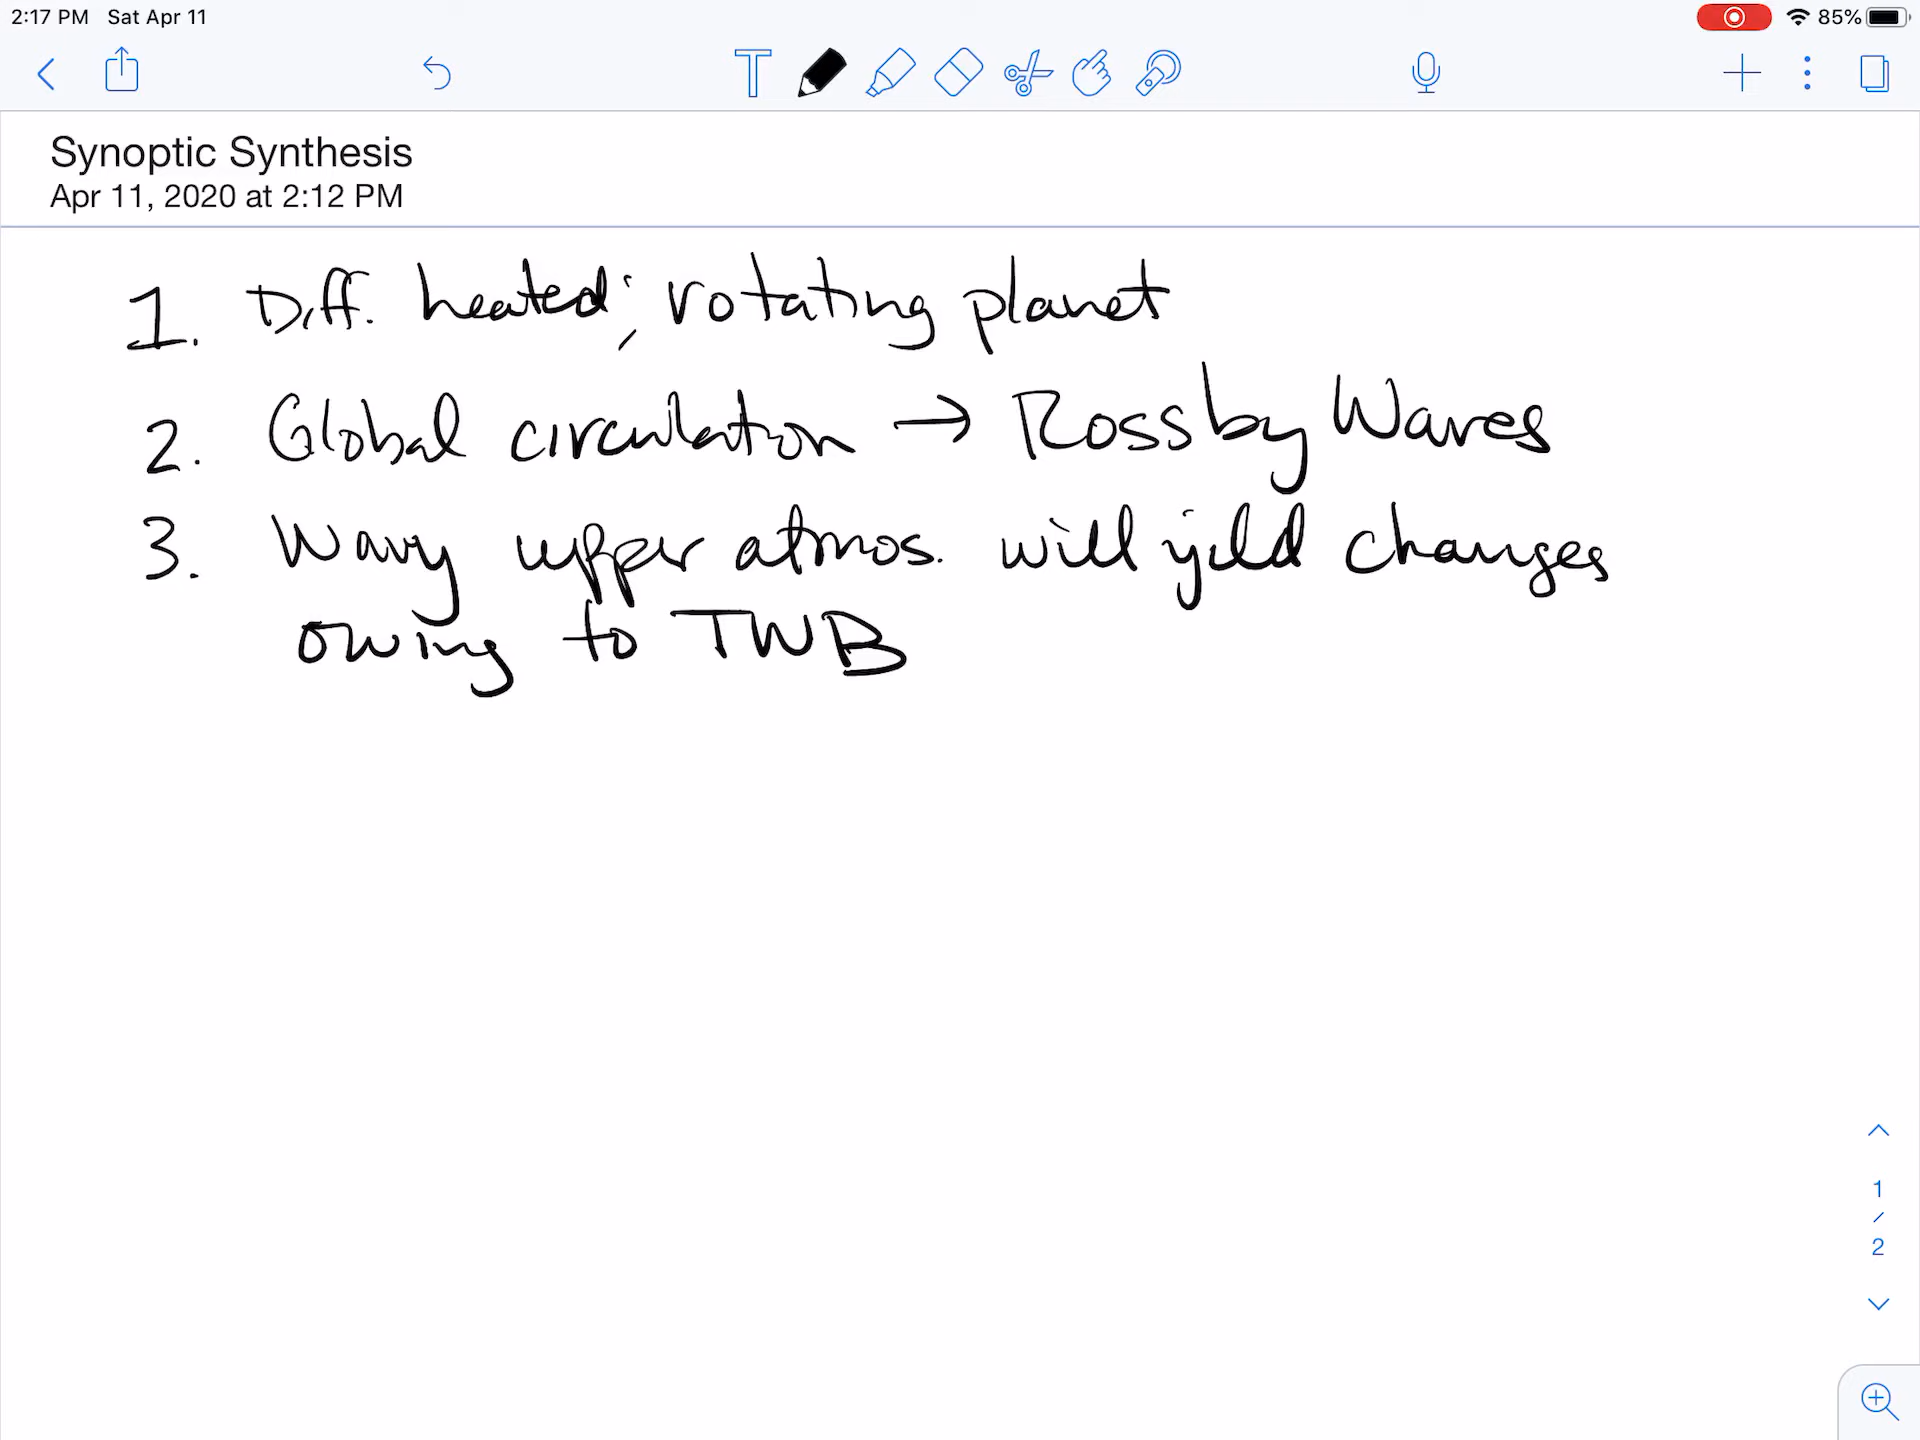 2:17 PM Sat Apr 11 85%
T
Synoptic Synthesis
Apr 11, 2020 at 2:12 PM
1. Diff. heated; rotating planet
2. Global circulation → Rossby Waves
3. Wavy upper atmos. will yield changes
owing to TWB
1
/
2